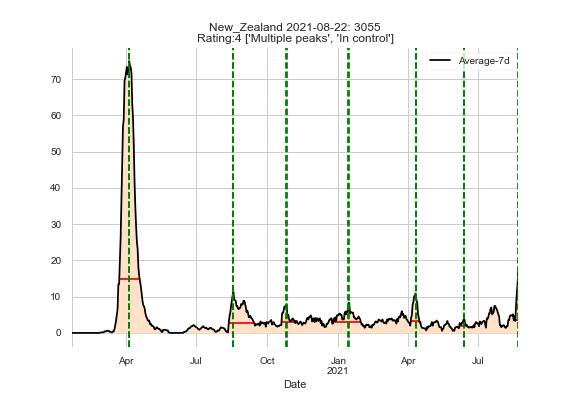 New_Zealand 2021-08-22: 3055
Rating:4 ['Multiple peaks', 'In control']
Average-7d
70
60
50
40
30
20
10
0
Apr Jul Oct Jan Apr Jul
2021
Date